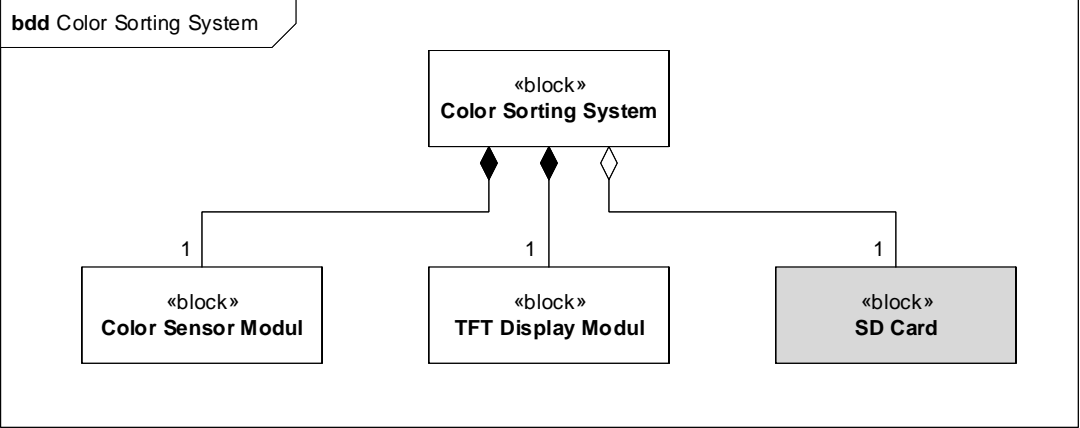 bdd Color Sorting System
«block»
Color Sorting System
1
1
1
«block»
Color Sensor Modul
«block»
TFT Display Modul
«block»
SD Card